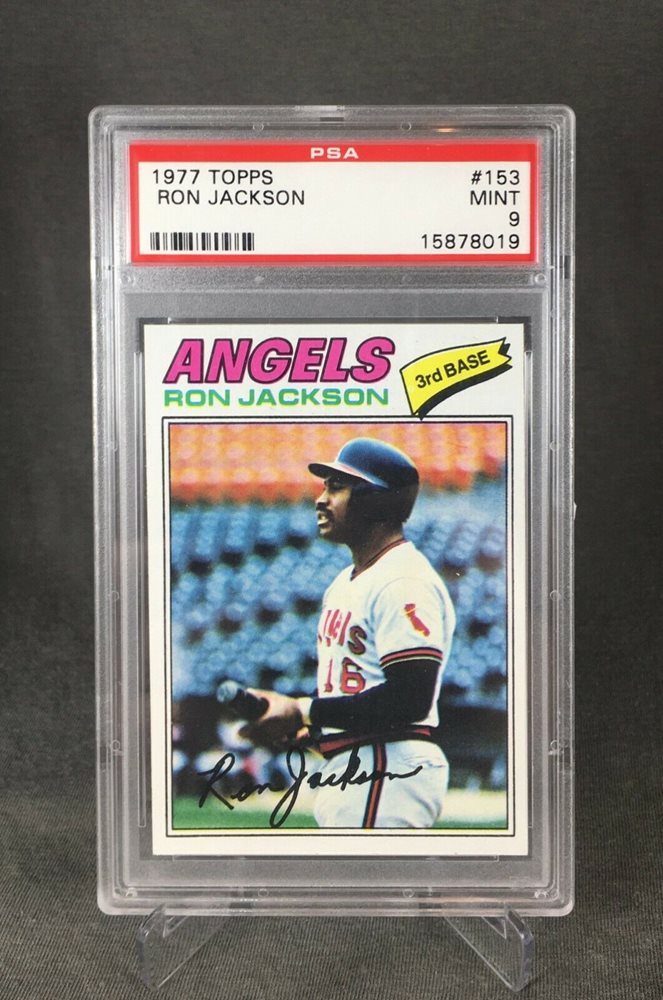 PSA
1977 TOPPS #153
RON JACKSON MINT
9
15878019
ANGELS
3rd BASE
RON JACKSON
16
Ron Jackson